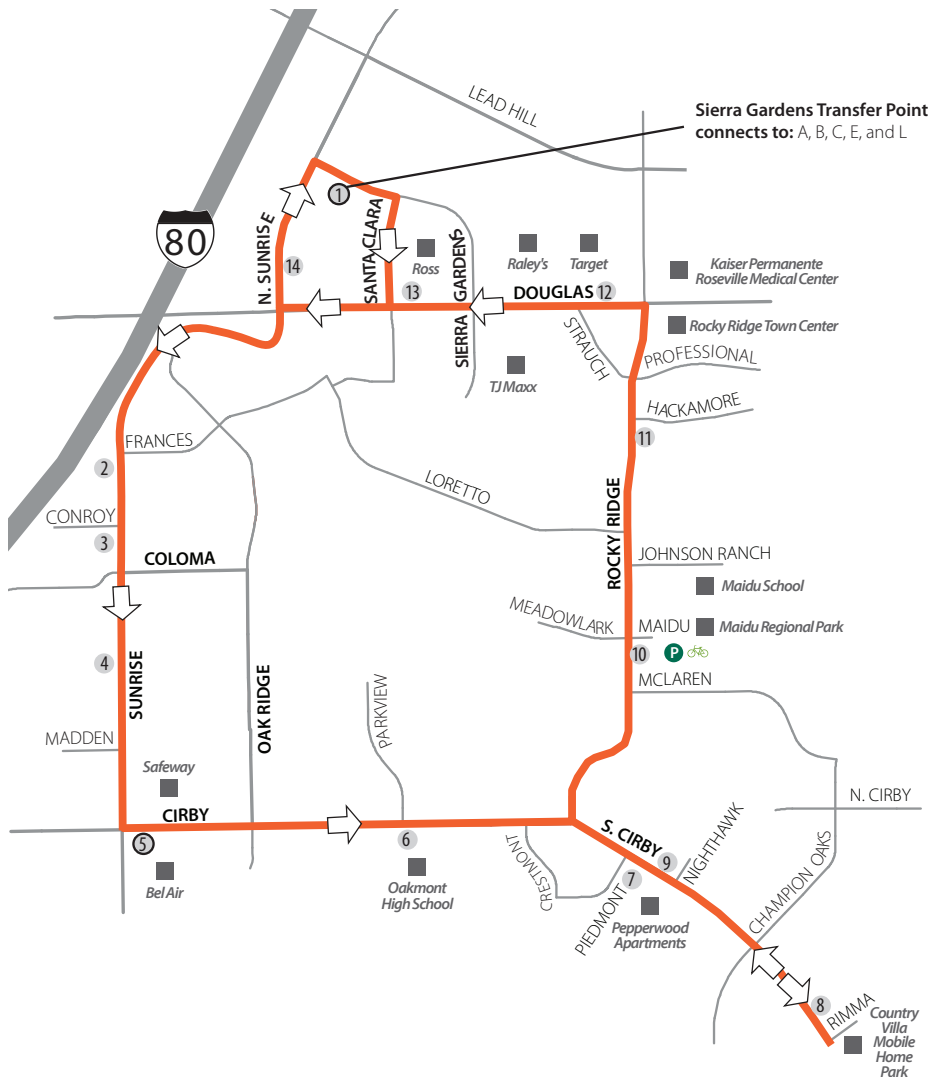 LEAD HILL
Sierra Gardens Transfer Point
connects to: A, B, C, E, and L
1
80
N. SUNRISE
14
SANTA CLARA
Ross
13
SIERRA GARDENS
Raley's
Target
DOUGLAS
12
Kaiser Permanente
Roseville Medical Center
Rocky Ridge Town Center
STRAUCH
PROFESSIONAL
TJ Maxx
HACKAMORE
11
FRANCES
2
LORETTO
CONROY
3
ROCKY RIDGE
COLOMA
JOHNSON RANCH
Maidu School
MEADOWLARK
MAIDU
Maidu Regional Park
10
P
MCLAREN
4
SUNRISE
OAK RIDGE
PARKVIEW
MADDEN
Safeway
CIRBY
N. CIRBY
5
6
Bel Air
Oakmont
High School
CRESTMONT
S. CIRBY
9
NIGHTHAWK
7
PIEDMONT
Pepperwood
Apartments
CHAMPION OAKS
8
RIMMA
Country
Villa
Mobile
Home
Park